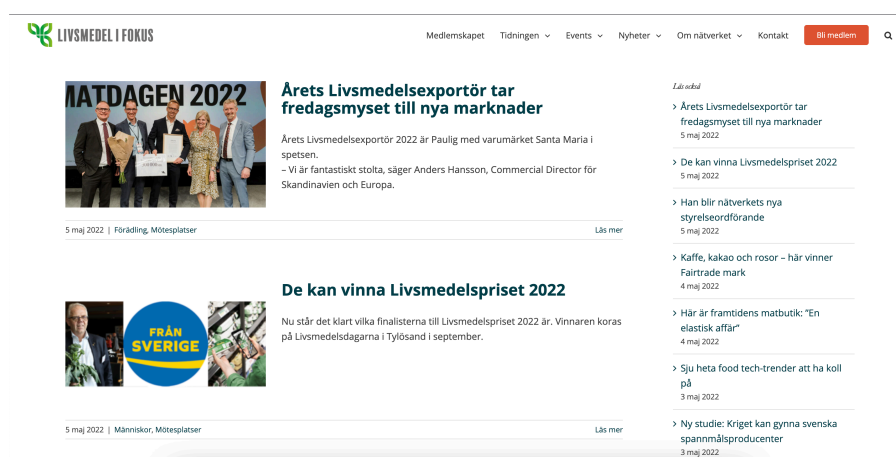 LIVSMEDEL I FOKUS
Medlemskapet Tidningen Events Nyheter Om nätverket Kontakt Bli medlem
MATDAGEN 2022
Årets Livsmedelsexportör tar
fredagsmyset till nya marknader
Årets Livsmedelsexportör 2022 är Paulig med varumärket Santa Maria i
spetsen.
– Vi är fantastiskt stolta, säger Anders Hansson, Commercial Director för
Skandinavien och Europa.
5 maj 2022 | Förädling, Mötesplatser
Läs mer
FRÅN
SVERIGE
De kan vinna Livsmedelspriset 2022
Nu står det klart vilka finalisterna till Livsmedelspriset 2022 är. Vinnaren koras
på Livsmedelsdagarna i Tylösand i september.
5 maj 2022 | Människor, Mötesplatser
Läs mer
Läs också
Årets Livsmedelsexportör tar
fredagsmyset till nya marknader
5 maj 2022
De kan vinna Livsmedelspriset 2022
5 maj 2022
Han blir nätverkets nya
styrelseordförande
5 maj 2022
Kaffe, kakao och rosor – här vinner
Fairtrade mark
4 maj 2022
Här är framtidens matbutik: ”En
elastisk affär”
4 maj 2022
Sju heta food tech-trender att ha koll
på
3 maj 2022
Ny studie: Kriget kan gynna svenska
spannmålsproducenter
3 maj 2022